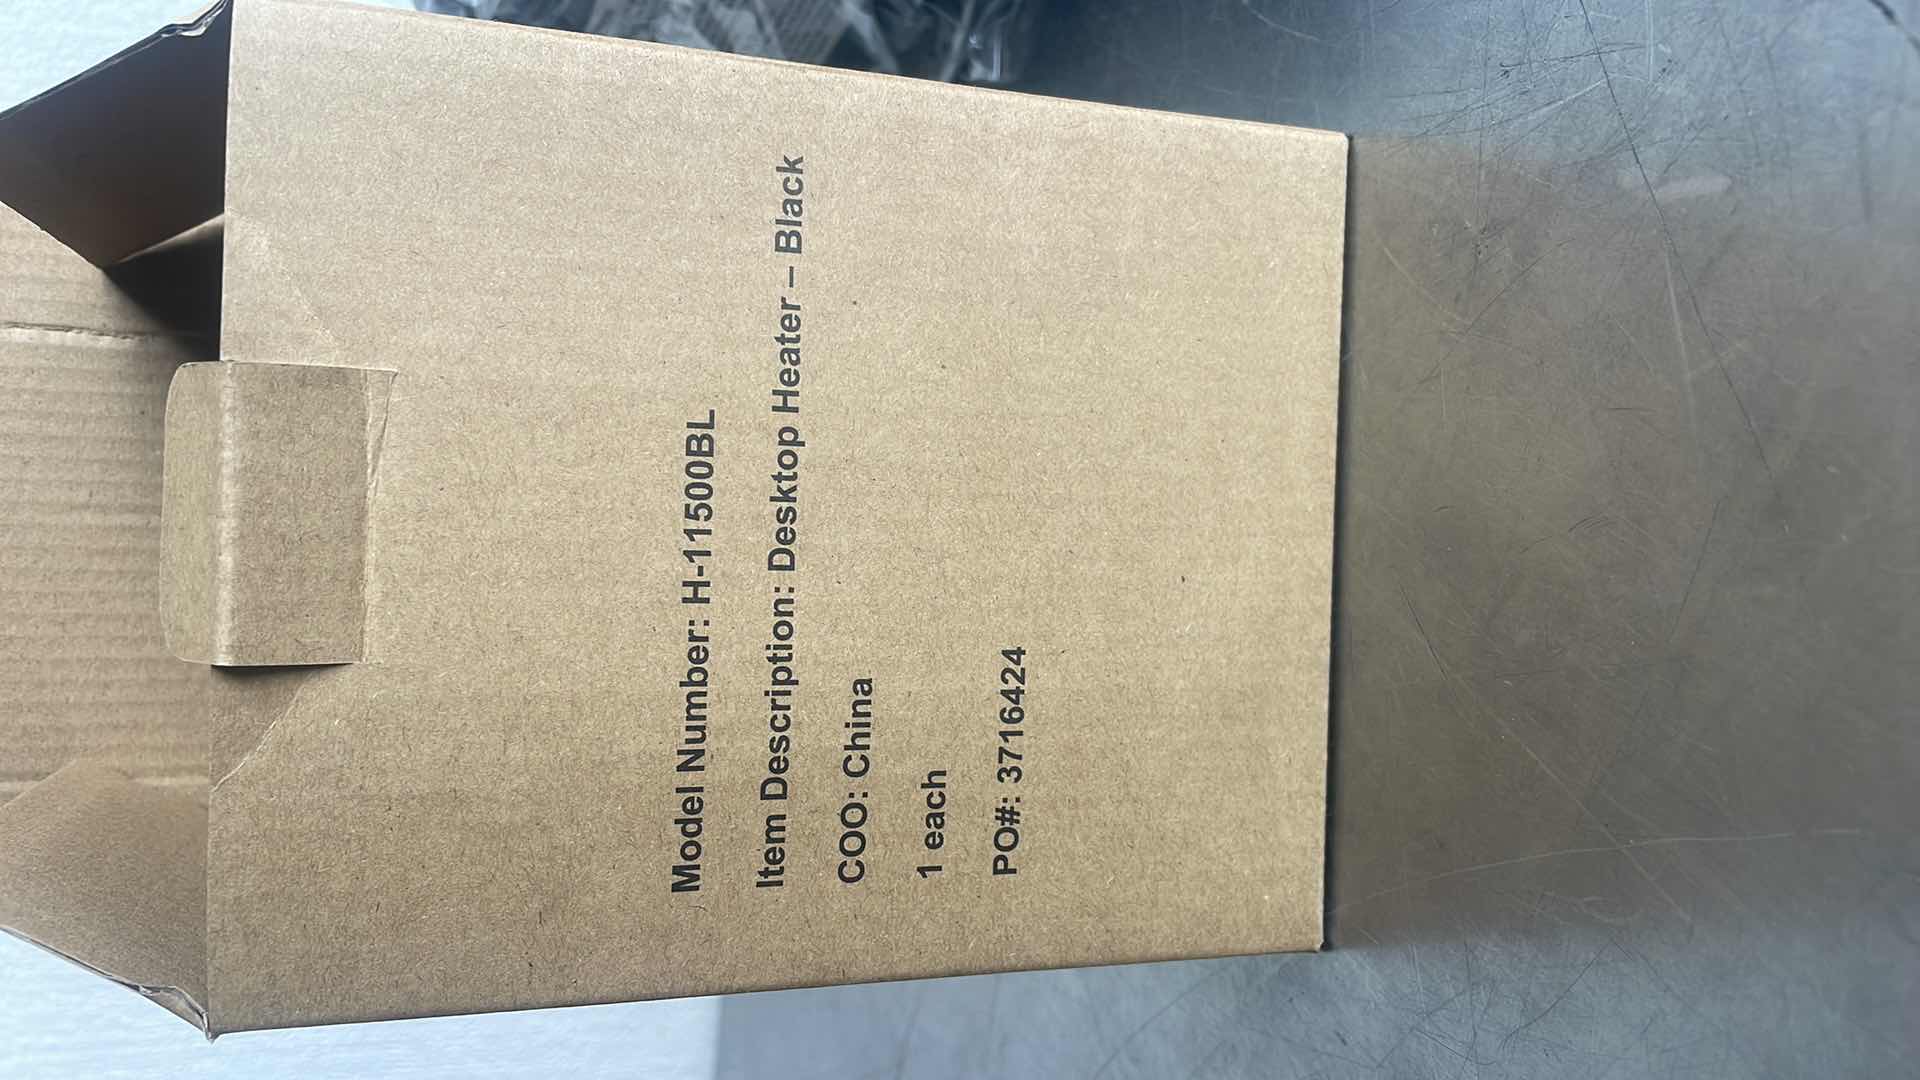 Model Number: H-11500BL
Item Description: Desktop Heater – Black
COO: China
1 each
PO#: 3716424